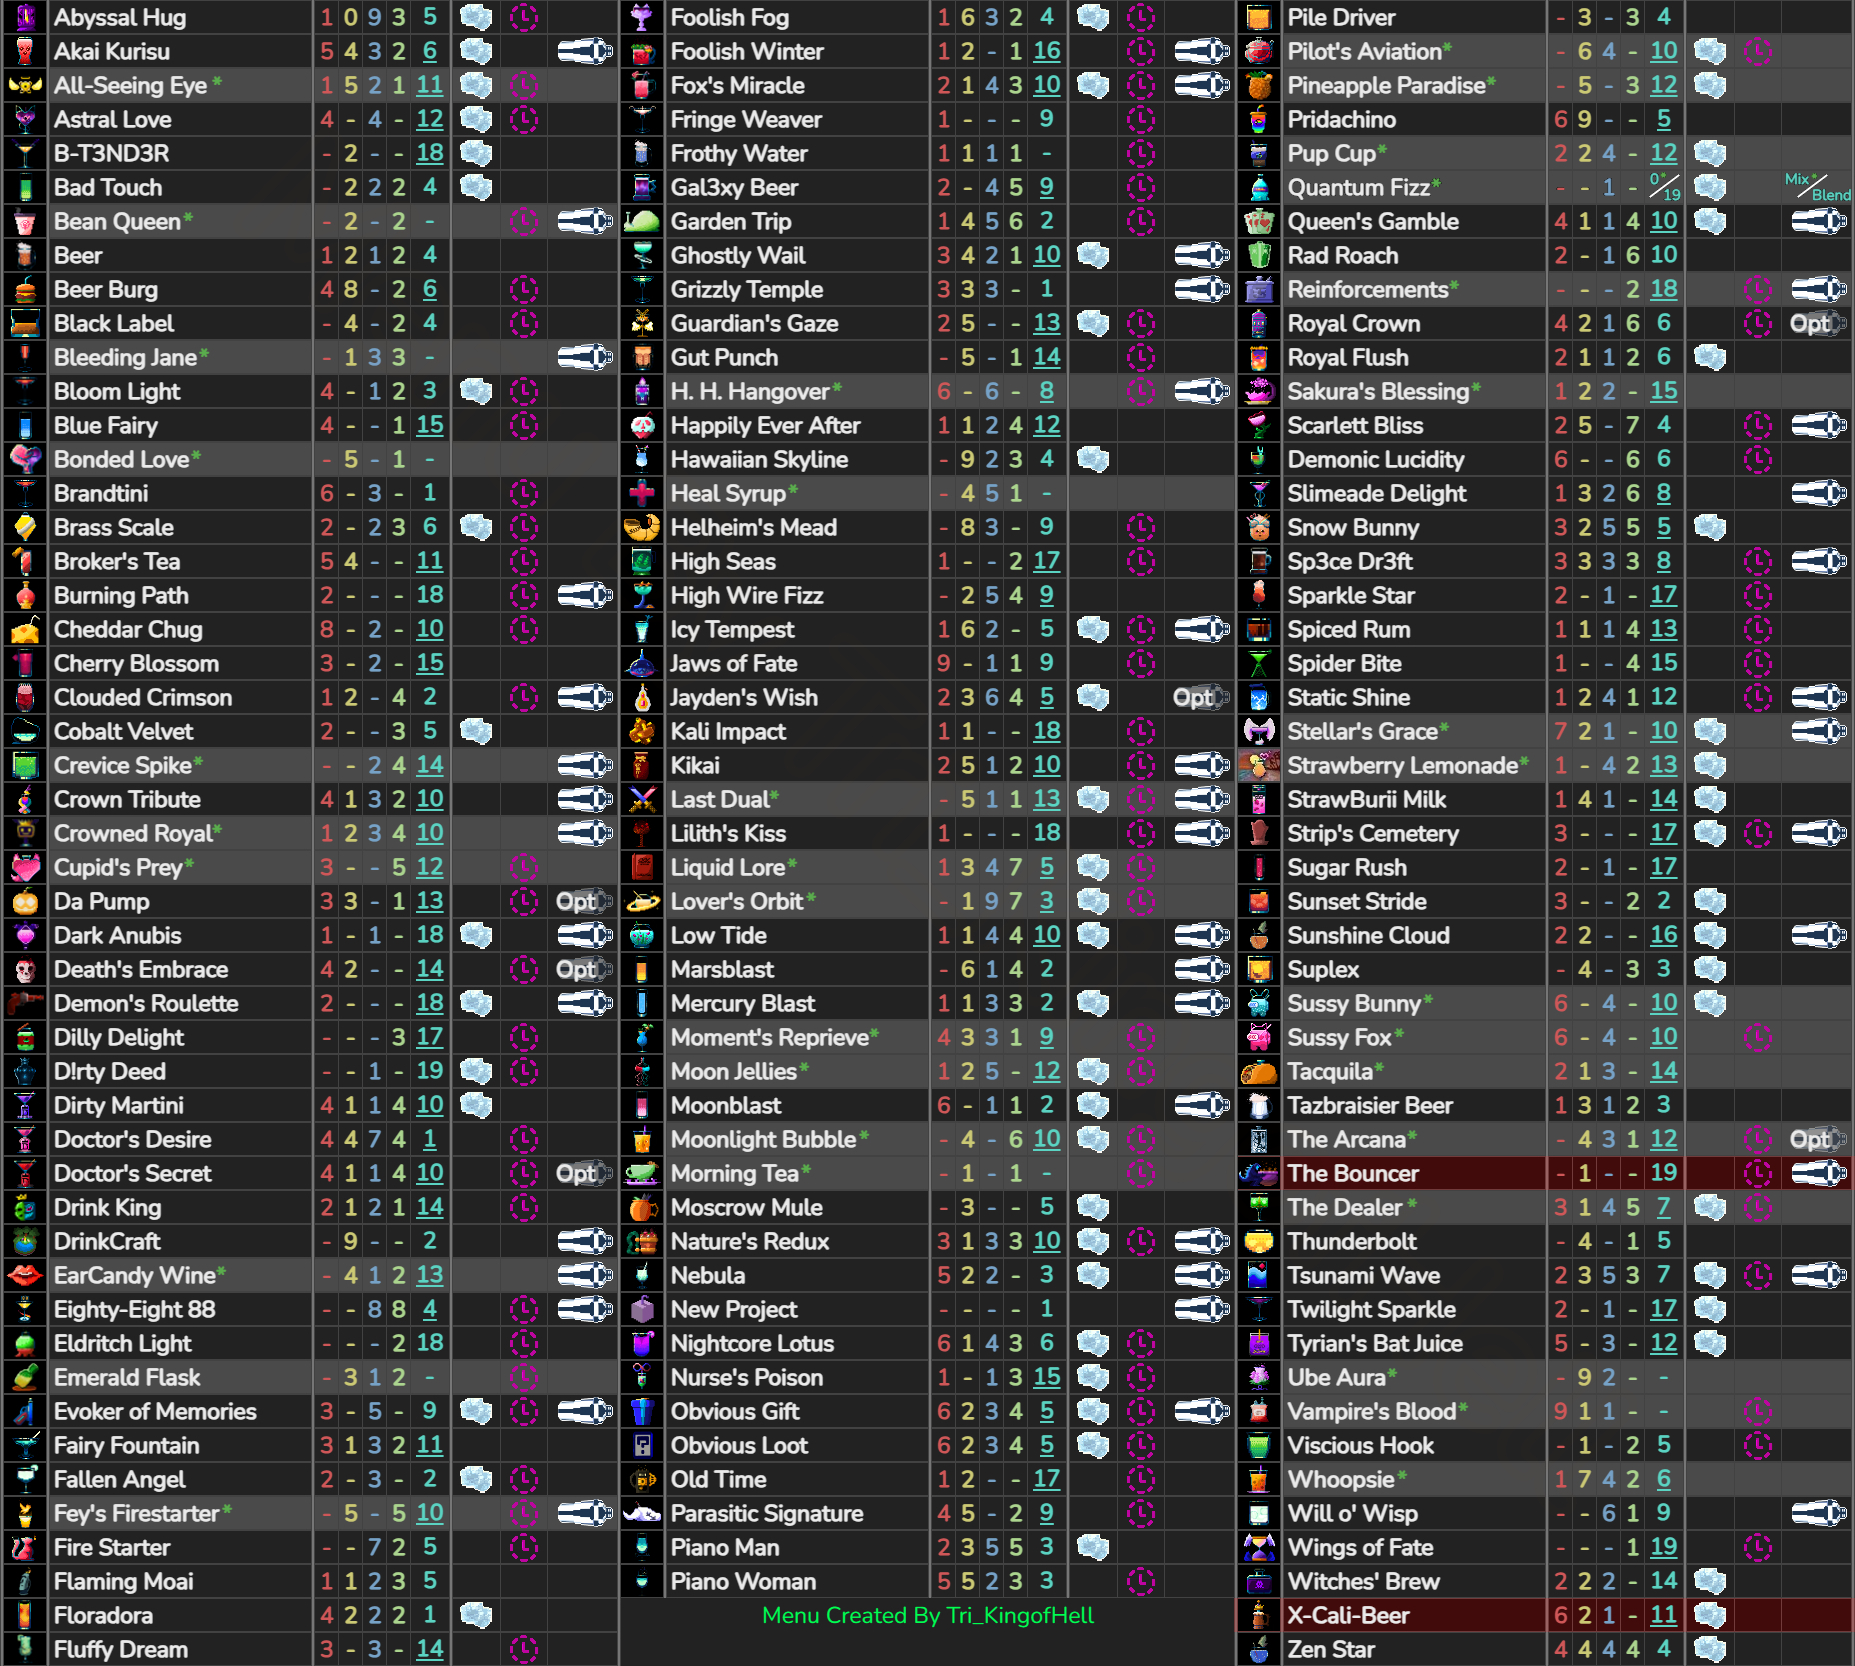 Abyssal Hug 1 0 9 3 5
Akai Kurisu 5 4 3 2 6
All-Seeing Eye * 1 5 2 1 11
Astral Love 4 - 4 - 12
B-T3ND3R - 2 - - 18
Bad Touch - 2 2 2 4
Bean Queen* - 2 - 2 -
Beer 1 2 1 2 4
Beer Burg 4 8 - 2 6
Black Label - 4 - 2 4
Bleeding Jane* - 1 3 3 -
Bloom Light 4 - 1 2 3
Blue Fairy 4 - - 1 15
Bonded Love* - 5 - 1 -
Brandtini 6 - 3 - 1
Brass Scale 2 - 2 3 6
Broker's Tea 5 4 - - 11
Burning Path 2 - - - 18
Cheddar Chug 8 - 2 - 10
Cherry Blossom 3 - 2 - 15
Clouded Crimson 1 2 - 4 2
Cobalt Velvet 2 - - 3 5
Crevice Spike* - - 2 4 14
Crown Tribute 4 1 3 2 10
Crowned Royal* 1 2 3 4 10
Cupid's Prey* 3 - - 5 12
Da Pump 3 3 - 1 13 Opt
Dark Anubis 1 - 1 - 18
Death's Embrace 4 2 - - 14 Opt
Demon's Roulette 2 - - - 18
Dilly Delight - - - 3 17
D!rty Deed - - 1 - 19
Dirty Martini 4 1 1 4 10
Doctor's Desire 4 4 7 4 1
Doctor's Secret 4 1 1 4 10 Opt
Drink King 2 1 2 1 14
DrinkCraft - 9 - - 2
EarCandy Wine* - 4 1 2 13
Eighty-Eight 88 - - 8 8 4
Eldritch Light - - - 2 18
Emerald Flask - 3 1 2 -
Evoker of Memories 3 - 5 - 9
Fairy Fountain 3 1 3 2 11
Fallen Angel 2 - 3 - 2
Fey's Firestarter* - 5 - 5 10
Fire Starter - - 7 2 5
Flaming Moai 1 1 2 3 5
Floradora 4 2 2 2 1
Fluffy Dream 3 - 3 - 14
Foolish Fog 1 6 3 2 4
Foolish Winter 1 2 - 1 16
Fox's Miracle 2 1 4 3 10
Fringe Weaver 1 - - - 9
Frothy Water 1 1 1 1 -
Gal3xy Beer 2 - 4 5 9
Garden Trip 1 4 5 6 2
Ghostly Wail 3 4 2 1 10
Grizzly Temple 3 3 3 - 1
Guardian's Gaze 2 5 - - 13
Gut Punch - 5 - 1 14
H. H. Hangover* 6 - 6 - 8
Happily Ever After 1 1 2 4 12
Hawaiian Skyline - 9 2 3 4
Heal Syrup* - 4 5 1 -
Helheim's Mead - 8 3 - 9
High Seas 1 - - 2 17
High Wire Fizz - 2 5 4 9
Icy Tempest 1 6 2 - 5
Jaws of Fate 9 - 1 1 9
Jayden's Wish 2 3 6 4 5 Opt
Kali Impact 1 1 - - 18
Kikai 2 5 1 2 10
Last Dual* - 5 1 1 13
Lilith's Kiss 1 - - - 18
Liquid Lore* 1 3 4 7 5
Lover's Orbit* - 1 9 7 3
Low Tide 1 1 4 4 10
Marsblast - 6 1 4 2
Mercury Blast 1 1 3 3 2
Moment's Reprieve* 4 3 3 1 9
Moon Jellies* 1 2 5 - 12
Moonblast 6 - 1 1 2
Moonlight Bubble* - 4 - 6 10
Morning Tea* - 1 - 1 -
Moscrow Mule - 3 - - 5
Nature's Redux 3 1 3 3 10
Nebula 5 2 2 - 3
New Project - - - - 1
Nightcore Lotus 6 1 4 3 6
Nurse's Poison 1 - 1 3 15
Obvious Gift 6 2 3 4 5
Obvious Loot 6 2 3 4 5
Old Time 1 2 - - 17
Parasitic Signature 4 5 - 2 9
Piano Man 2 3 5 5 3
Piano Woman 5 5 2 3 3
Menu Created By Tri_KingofHell
Pile Driver - 3 - 3 4
Pilot's Aviation* - 6 4 - 10
Pineapple Paradise* - 5 - 3 12
Pridachino 6 9 - - 5
Pup Cup* 2 2 4 - 12
Quantum Fizz* - - 1 - 0*/19 Mix*/Blend
Queen's Gamble 4 1 1 4 10
Rad Roach 2 - 1 6 10
Reinforcements* - - - 2 18
Royal Crown 4 2 1 6 6 Opt
Royal Flush 2 1 1 2 6
Sakura's Blessing* 1 2 2 - 15
Scarlett Bliss 2 5 - 7 4
Demonic Lucidity 6 - - 6 6
Slimeade Delight 1 3 2 6 8
Snow Bunny 3 2 5 5 5
Sp3ce Dr3ft 3 3 3 3 8
Sparkle Star 2 - 1 - 17
Spiced Rum 1 1 1 4 13
Spider Bite 1 - - 4 15
Static Shine 1 2 4 1 12
Stellar's Grace* 7 2 1 - 10
Strawberry Lemonade* 1 - 4 2 13
StrawBurii Milk 1 4 1 - 14
Strip's Cemetery 3 - - - 17
Sugar Rush 2 - 1 - 17
Sunset Stride 3 - - 2 2
Sunshine Cloud 2 2 - - 16
Suplex - 4 - 3 3
Sussy Bunny* 6 - 4 - 10
Sussy Fox* 6 - 4 - 10
Tacquila* 2 1 3 - 14
Tazbraisier Beer 1 3 1 2 3
The Arcana* - 4 3 1 12 Opt
The Bouncer - 1 - - 19
The Dealer * 3 1 4 5 7
Thunderbolt - 4 - 1 5
Tsunami Wave 2 3 5 3 7
Twilight Sparkle 2 - 1 - 17
Tyrian's Bat Juice 5 - 3 - 12
Ube Aura* - 9 2 - -
Vampire's Blood* 9 1 1 - -
Viscious Hook - 1 - 2 5
Whoopsie* 1 7 4 2 6
Will o' Wisp - - 6 1 9
Wings of Fate - - - 1 19
Witches' Brew 2 2 2 - 14
X-Cali-Beer 6 2 1 - 11
Zen Star 4 4 4 4 4